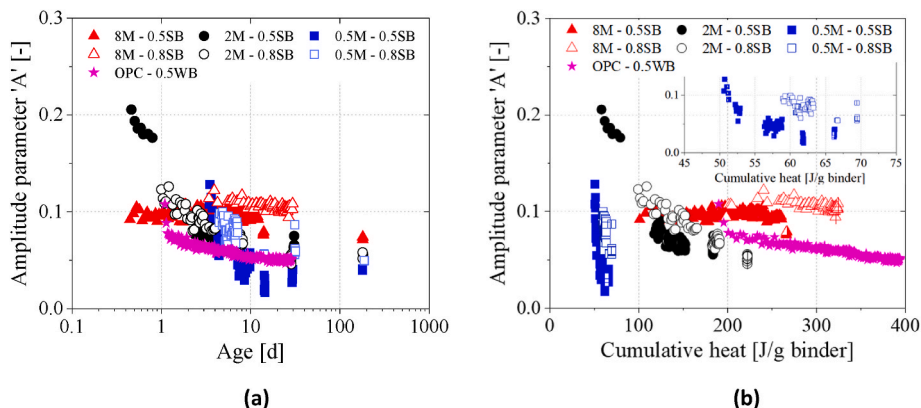 0.3
8M - 0.5SB 2M - 0.5SB 0.5M - 0.5SB
8M - 0.8SB 2M - 0.8SB 0.5M - 0.8SB
OPC - 0.5WB
0.2
0.1
0.0
0.1 1 10 100 1000
Amplitude parameter 'A' [-]
Age [d]
(a)
0.3
8M - 0.5SB 2M - 0.5SB 0.5M - 0.5SB
8M - 0.8SB 2M - 0.8SB 0.5M - 0.8SB
OPC - 0.5WB
0.1
0.0
45 50 55 60 65 70 75
Cumulative heat [J/g binder]
0.2
0.1
0.0
0 100 200 300 400
Amplitude parameter 'A' [-]
Cumulative heat [J/g binder]
(b)